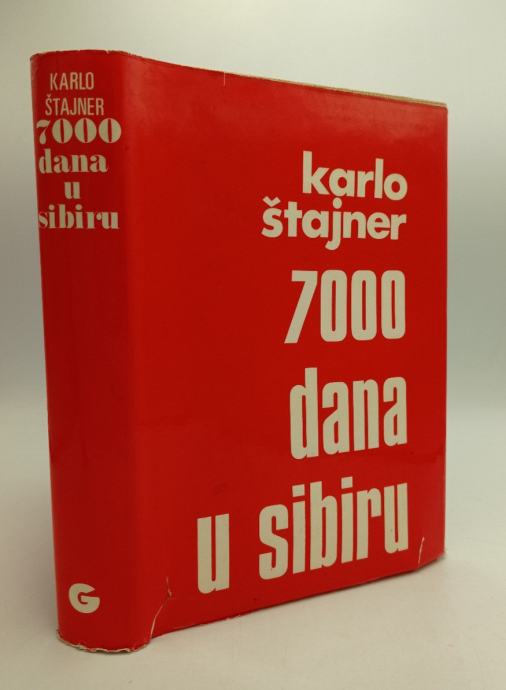 KARLO
ŠTAJNER
7000
dana
u
sibiru
G
karlo
štajner
7000
dana
u sibiru